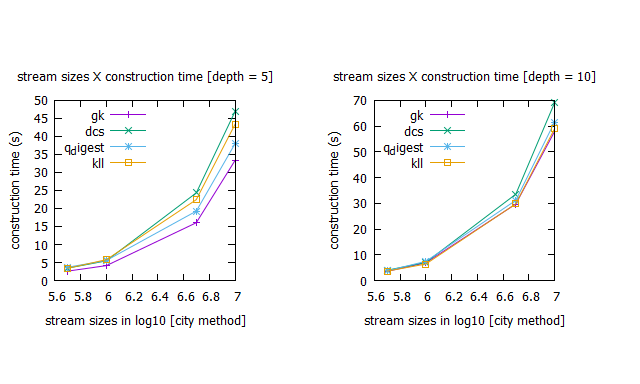 stream sizes X construction time [depth = 5]
construction time (s)
50
45
40
35
30
25
20
15
10
5
0
gk
dcs
qdigest
kll
5.6 5.8 6 6.2 6.4 6.6 6.8 7
stream sizes in log10 [city method]
stream sizes X construction time [depth = 10]
construction time (s)
70
60
50
40
30
20
10
0
gk
dcs
qdigest
kll
5.6 5.8 6 6.2 6.4 6.6 6.8 7
stream sizes in log10 [city method]